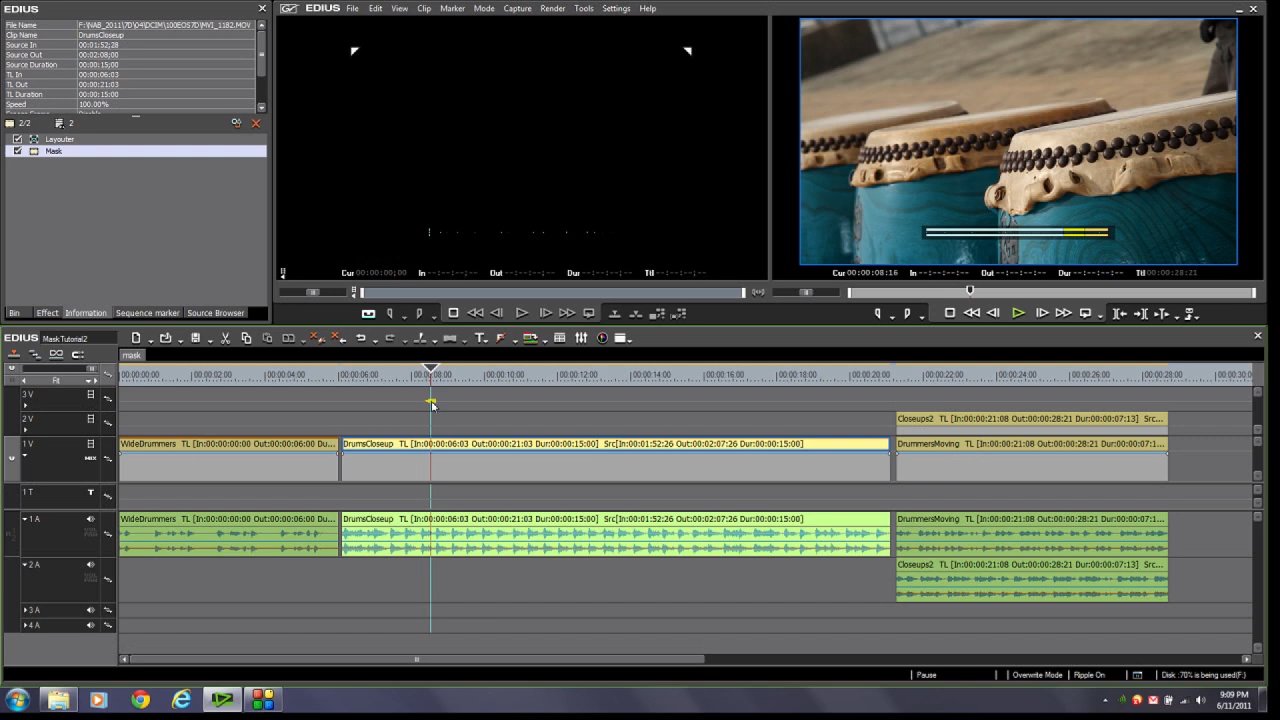 EDIUS
File Name F:\NAB_2011\7D\04\DCIM\100EOS7D\MVI_1182.MOV
Clip Name DrumsCloseup
Source In 00:01:52;28
Source Out 00:02:08;00
Source Duration 00:00:15;00
TL In 00:00:06:03
TL Out 00:00:21:03
TL Duration 00:00:15:00
Speed 100.00%
2/2 2
Layouter
Mask
Bin Effect Information Sequence marker Source Browser
EDIUS File Edit View Clip Marker Mode Capture Render Tools Settings Help
Cur 00:00:00;00 In --:--:--:-- Out --:--:--:-- Dur --:--:--:-- Ttl --:--:--:--
Cur 00:00:08:16 In --:--:--:-- Out --:--:--:-- Dur --:--:--:-- Ttl 00:00:28:21
EDIUS MaskTutorial2
mask
Fit
00:00:00:00 00:00:02:00 00:00:04:00 00:00:06:00 00:00:08:00 00:00:10:00 00:00:12:00 00:00:14:00 00:00:16:00 00:00:18:00 00:00:20:00 00:00:22:00 00:00:24:00 00:00:26:00 00:00:28:00 00:00:30:00
3 V
2 V
Closeups2 TL [In:00:00:21:08 Out:00:00:28:21 Dur:00:00:07:13]
1 V
WideDrummers TL [In:00:00:00:00 Out:00:00:06:00 Du...
DrumsCloseup TL [In:00:00:06:03 Out:00:00:21:03 Dur:00:00:15:00] Src[In:00:01:52:26 Out:00:02:07:26 Dur:00:00:15:00]
DrummersMoving TL [In:00:00:21:08 Out:00:00:28:21 Dur:00:00:07:1...
MIX
1 T T
1 A
WideDrummers TL [In:00:00:00:00 Out:00:00:06:00 Du...
DrumsCloseup TL [In:00:00:06:03 Out:00:00:21:03 Dur:00:00:15:00] Src[In:00:01:52:26 Out:00:02:07:26 Dur:00:00:15:00]
DrummersMoving TL [In:00:00:21:08 Out:00:00:28:21 Dur:00:00:07:1...
2 A
Closeups2 TL [In:00:00:21:08 Out:00:00:28:21 Dur:00:00:07:13] Src...
3 A
4 A
Pause Overwrite Mode Ripple On Disk :70% is being used(F:)
9:09 PM
6/11/2011